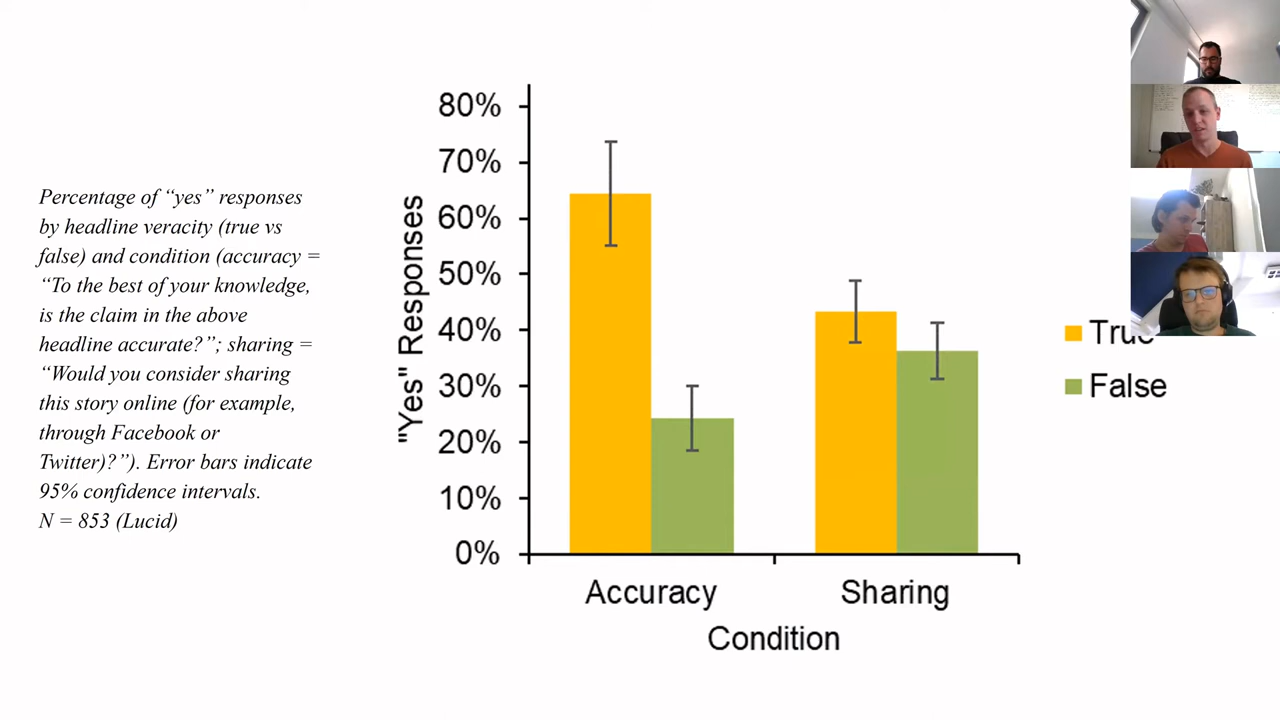 Percentage of “yes” responses
by headline veracity (true vs
false) and condition (accuracy =
“To the best of your knowledge,
is the claim in the above
headline accurate?”; sharing =
“Would you consider sharing
this story online (for example,
through Facebook or
Twitter)?”). Error bars indicate
95% confidence intervals.
N = 853 (Lucid)
"Yes" Responses
80%
70%
60%
50%
40%
30%
20%
10%
0%
Accuracy
Sharing
Condition
True
False